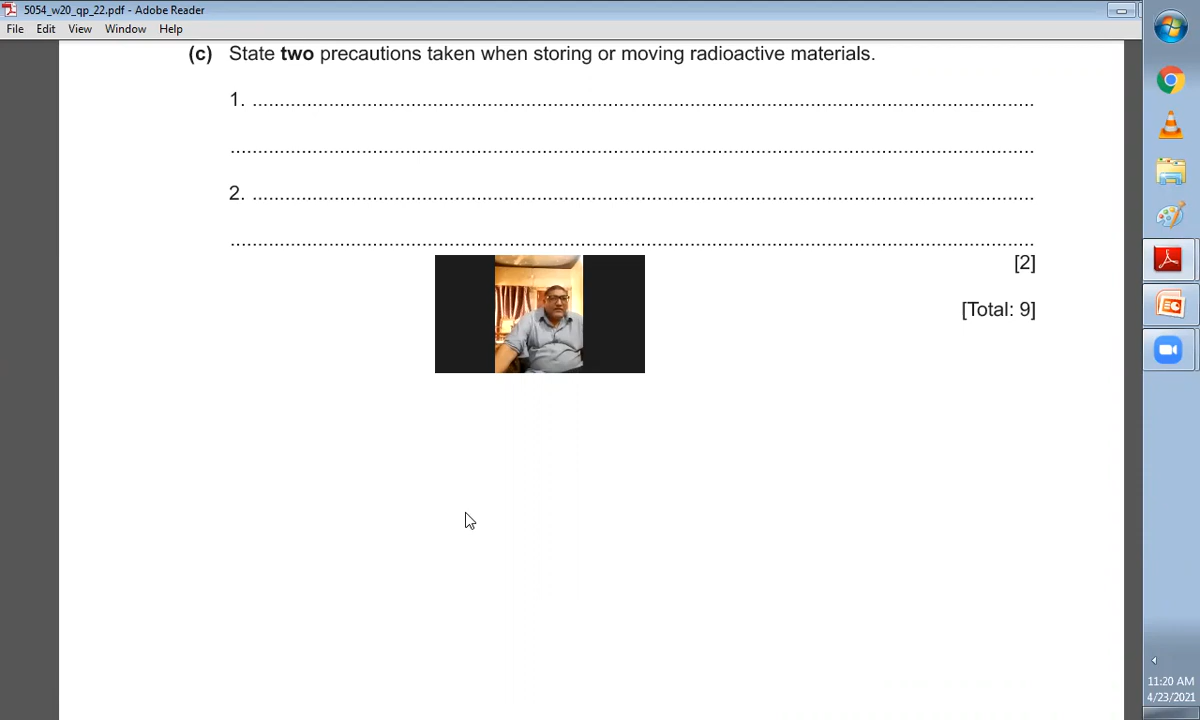 5054_w20_qp_22.pdf - Adobe Reader
File Edit View Window Help
(c) State two precautions taken when storing or moving radioactive materials.
1. ....................................................................................................................................
....................................................................................................................................
2. ....................................................................................................................................
....................................................................................................................................
[2]
[Total: 9]
11:20 AM
4/23/2021